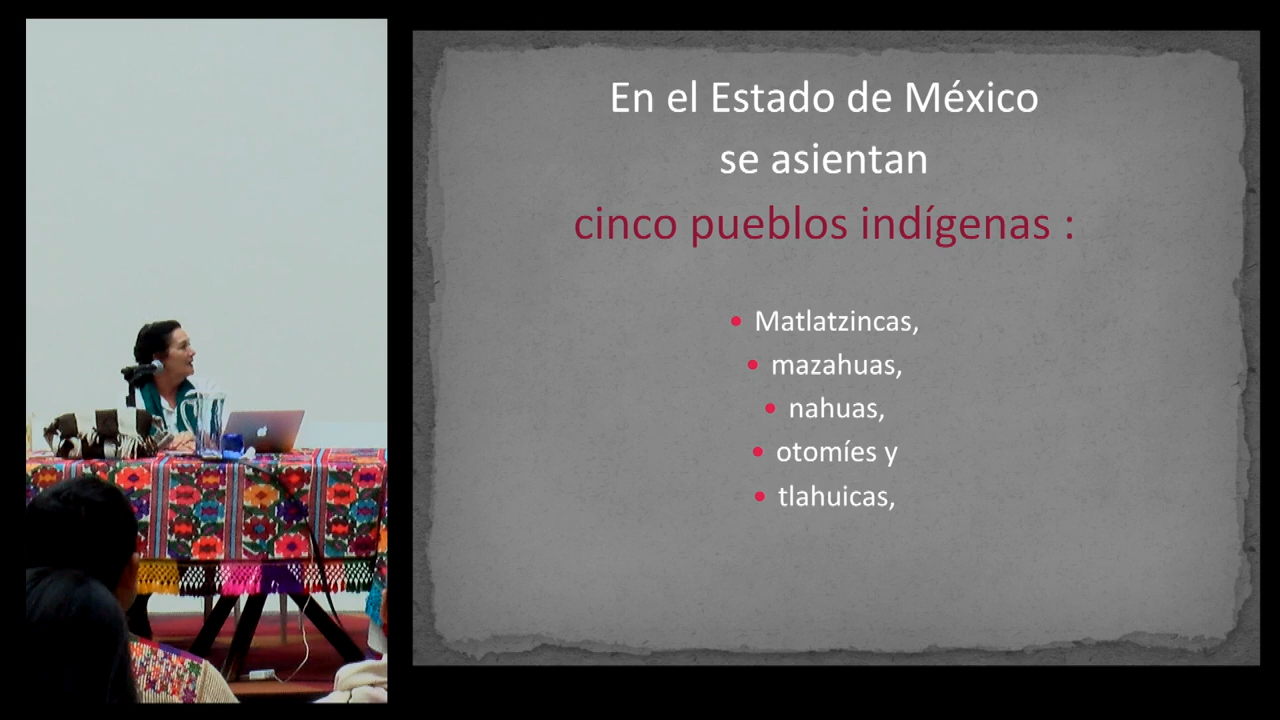 En el Estado de México
se asientan
cinco pueblos indígenas :
• Matlatzincas,
• mazahuas,
• nahuas,
• otomíes y
• tlahuicas,